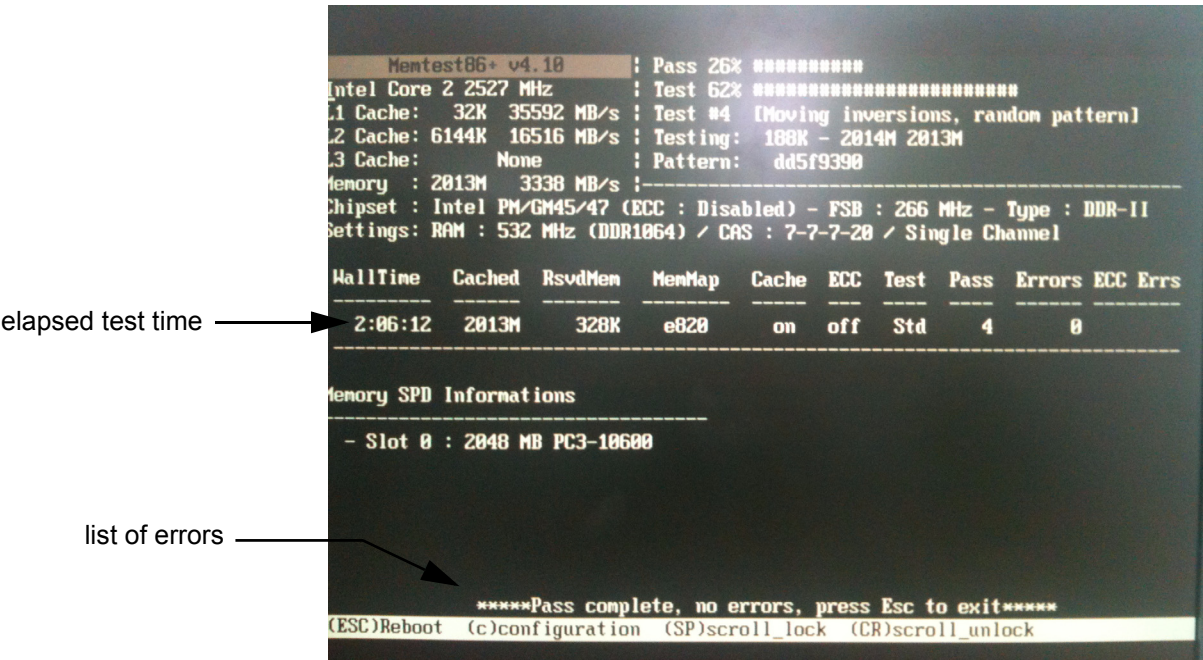 Memtest86+ v4.10 | Pass 26% ##########
Intel Core 2 2527 MHz | Test 62% ########################
L1 Cache: 32K 35592 MB/s | Test #4 [Moving inversions, random pattern]
L2 Cache: 6144K 16516 MB/s | Testing: 188K - 2014M 2013M
L3 Cache: None | Pattern: dd5f9390
Memory : 2013M 3338 MB/s |--------------------------------------------------
Chipset : Intel PM/GM45/47 (ECC : Disabled) - FSB : 266 MHz - Type : DDR-II
Settings: RAM : 532 MHz (DDR1064) / CAS : 7-7-7-20 / Single Channel
WallTime Cached RsvdMem MemMap Cache ECC Test Pass Errors ECC Errs
elapsed test time
2:06:12 2013M 328K e820 on off Std 4 0
Memory SPD Informations
- Slot 0 : 2048 MB PC3-10600
list of errors
*****Pass complete, no errors, press Esc to exit*****
(ESC)Reboot (c)configuration (SP)scroll_lock (CR)scroll_unlock